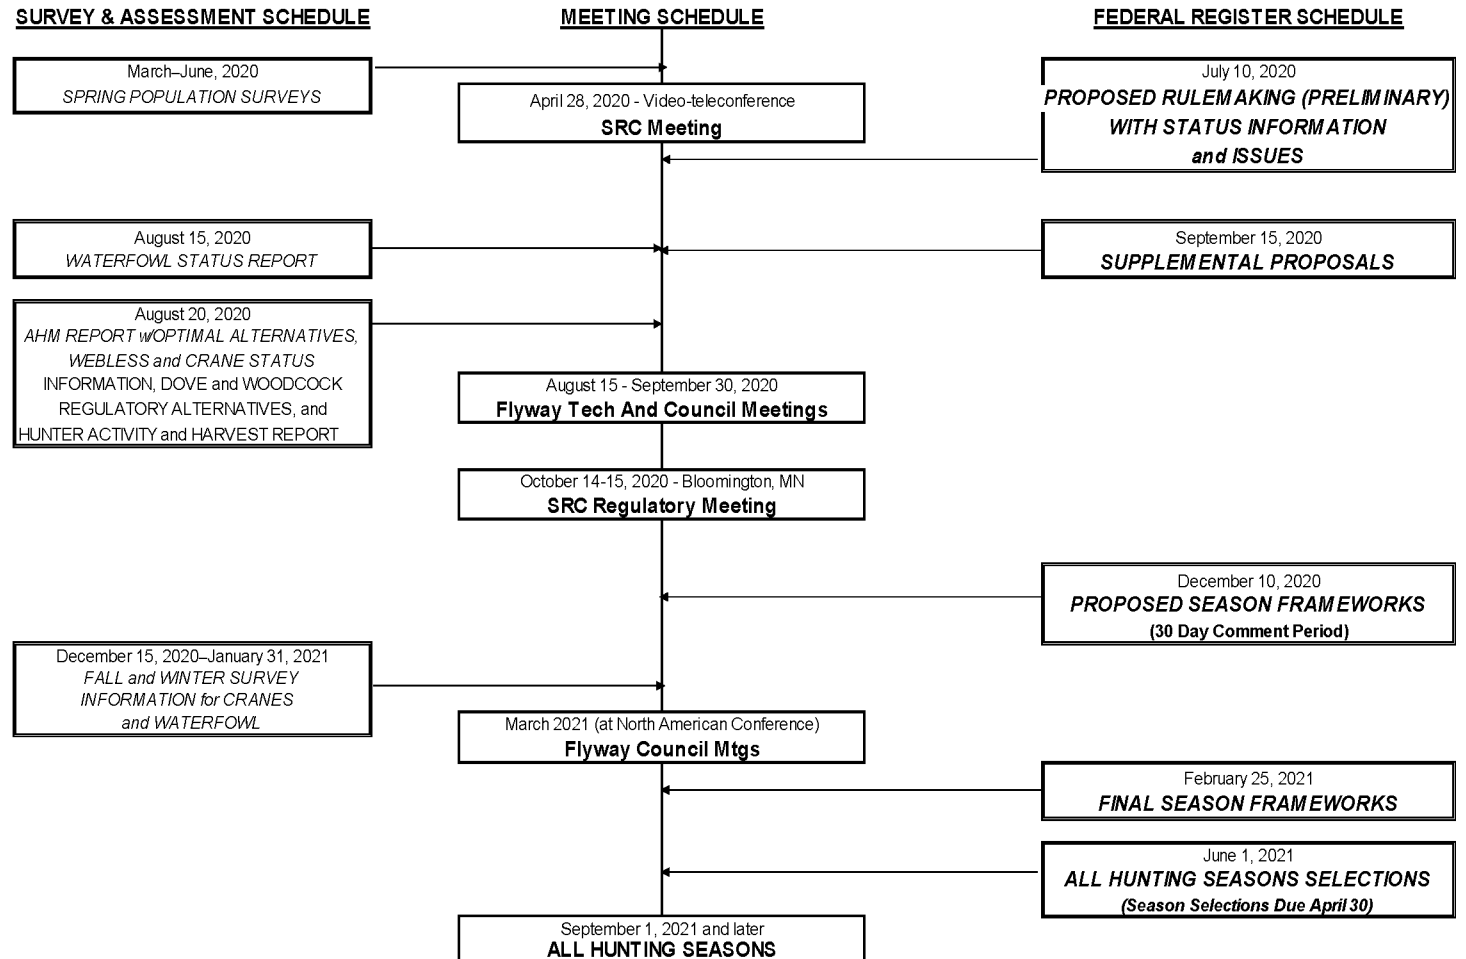 SURVEY & ASSESSMENT SCHEDULE
MEETING SCHEDULE
FEDERAL REGISTER SCHEDULE
March–June, 2020
SPRING POPULATION SURVEYS
April 28, 2020 - Video-teleconference
SRC Meeting
July 10, 2020
PROPOSED RULEMAKING (PRELIMINARY)
WITH STATUS INFORMATION
and ISSUES
August 15, 2020
WATERFOWL STATUS REPORT
September 15, 2020
SUPPLEMENTAL PROPOSALS
August 20, 2020
AHM REPORT w/OPTIMAL ALTERNATIVES,
WEBLESS and CRANE STATUS
INFORMATION, DOVE and WOODCOCK
REGULATORY ALTERNATIVES, and
HUNTER ACTIVITY and HARVEST REPORT
August 15 - September 30, 2020
Flyway Tech And Council Meetings
October 14-15, 2020 - Bloomington, MN
SRC Regulatory Meeting
December 10, 2020
PROPOSED SEASON FRAMEWORKS
(30 Day Comment Period)
December 15, 2020–January 31, 2021
FALL and WINTER SURVEY
INFORMATION for CRANES
and WATERFOWL
March 2021 (at North American Conference)
Flyway Council Mtgs
February 25, 2021
FINAL SEASON FRAMEWORKS
June 1, 2021
ALL HUNTING SEASONS SELECTIONS
(Season Selections Due April 30)
September 1, 2021 and later
ALL HUNTING SEASONS